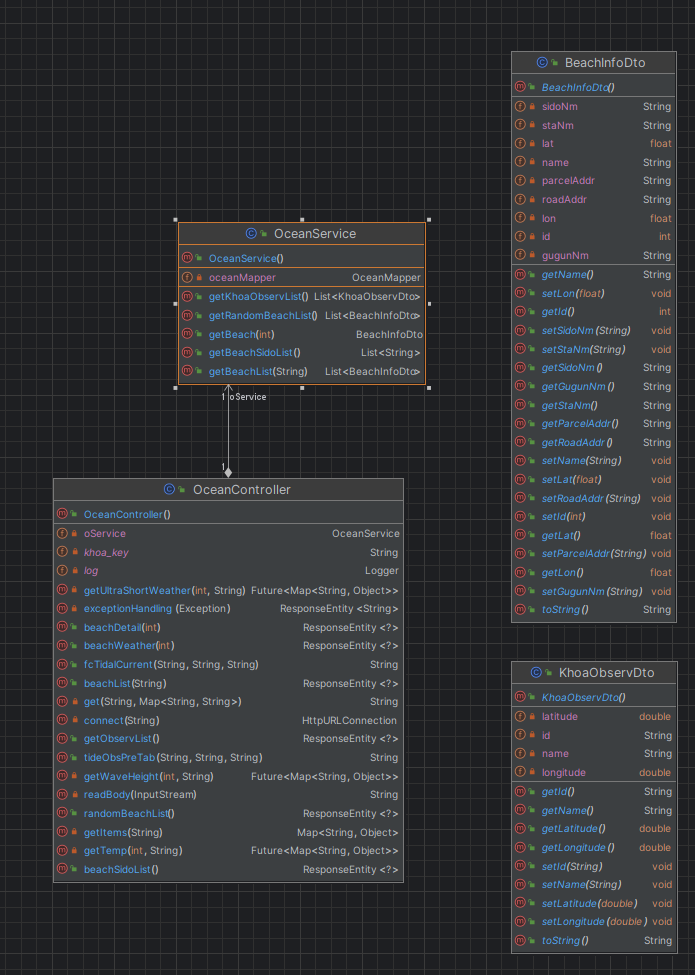 BeachInfoDto
BeachInfoDto()
sidoNm String
staNm String
lat float
name String
parcelAddr String
roadAddr String
lon float
id int
gugunNm String
getName() String
setLon(float) void
getId() int
setSidoNm(String) void
setStaNm(String) void
getSidoNm() String
getGugunNm() String
getStaNm() String
getParcelAddr() String
getRoadAddr() String
setName(String) void
setLat(float) void
setRoadAddr(String) void
setId(int) void
getLat() float
setParcelAddr(String) void
getLon() float
setGugunNm(String) void
toString() String
OceanService
OceanService()
oceanMapper OceanMapper
getKhoaObservList() List<KhoaObservDto>
getRandomBeachList() List<BeachInfoDto>
getBeach(int) BeachInfoDto
getBeachSidoList() List<String>
getBeachList(String) List<BeachInfoDto>
1 oService
1
OceanController
OceanController()
oService OceanService
khoa_key String
log Logger
getUltraShortWeather(int, String) Future<Map<String, Object>>
exceptionHandling(Exception) ResponseEntity<String>
beachDetail(int) ResponseEntity<?>
beachWeather(int) ResponseEntity<?>
fcTidalCurrent(String, String, String) String
beachList(String) ResponseEntity<?>
get(String, Map<String, String>) String
connect(String) HttpURLConnection
getObservList() ResponseEntity<?>
tideObsPreTab(String, String, String) String
getWaveHeight(int, String) Future<Map<String, Object>>
readBody(InputStream) String
randomBeachList() ResponseEntity<?>
getItems(String) Map<String, Object>
getTemp(int, String) Future<Map<String, Object>>
beachSidoList() ResponseEntity<?>
KhoaObservDto
KhoaObservDto()
latitude double
id String
name String
longitude double
getId() String
getName() String
getLatitude() double
getLongitude() double
setId(String) void
setName(String) void
setLatitude(double) void
setLongitude(double) void
toString() String